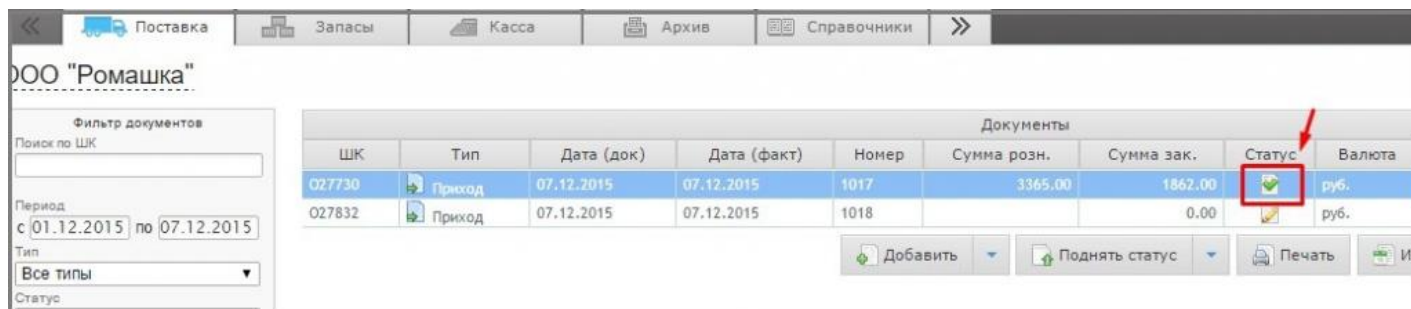 Поставка Запасы Касса Архив Справочники
ООО "Ромашка"
Фильтр документов
Поиск по ШК
Период
с 01.12.2015 по 07.12.2015
Тип
Все типы
Статус
Документы
ШК Тип Дата (док) Дата (факт) Номер Сумма розн. Сумма зак. Статус Валюта
027730 Приход 07.12.2015 07.12.2015 1017 3365.00 1862.00 руб.
027832 Приход 07.12.2015 07.12.2015 1018 0.00 руб.
Добавить Поднять статус Печать И